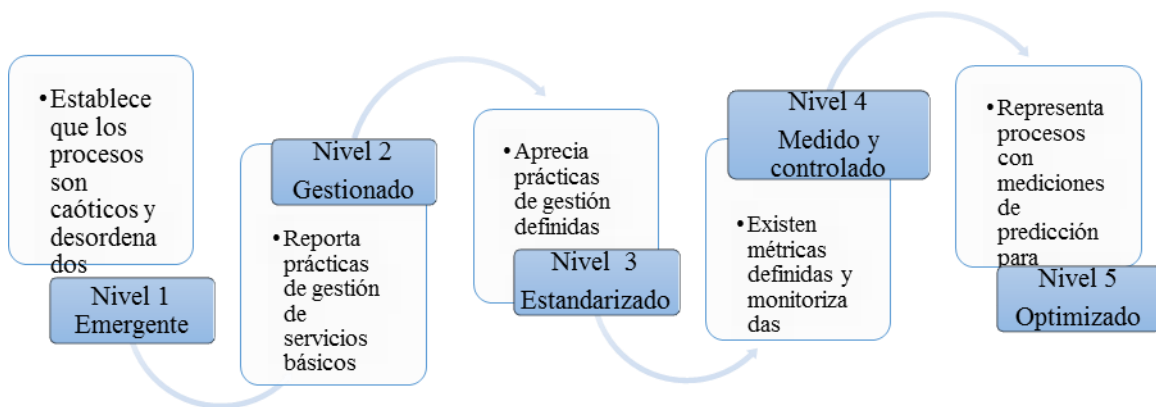 •Establece
que los
procesos
son
caóticos y
desordena
dos
Nivel 1
Emergente
Nivel 2
Gestionado
•Reporta
prácticas
de gestión
de
servicios
básicos
•Aprecia
prácticas
de gestión
definidas
Nivel 3
Estandarizado
Nivel 4
Medido y
controlado
•Existen
métricas
definidas y
monitoriza
das
•Representa
procesos
con
mediciones
de
predicción
para
Nivel 5
Optimizado